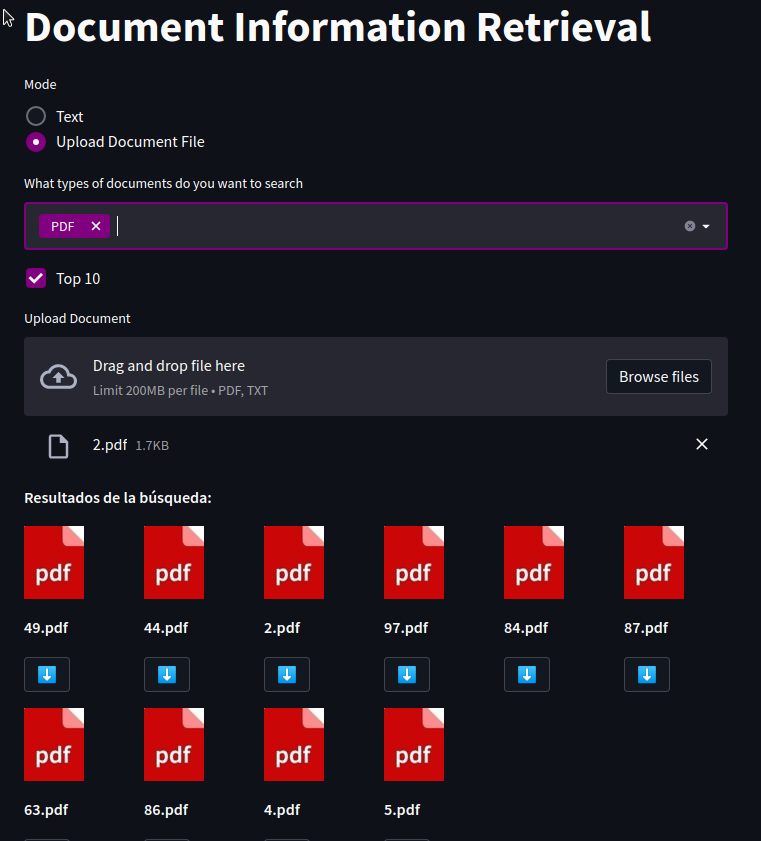 Document Information Retrieval
Mode
Text
Upload Document File
What types of documents do you want to search
PDF
Top 10
Upload Document
Drag and drop file here
Limit 200MB per file • PDF, TXT
Browse files
2.pdf 1.7KB
Resultados de la búsqueda:
pdf pdf pdf pdf pdf pdf
49.pdf 44.pdf 2.pdf 97.pdf 84.pdf 87.pdf
pdf pdf pdf pdf
63.pdf 86.pdf 4.pdf 5.pdf